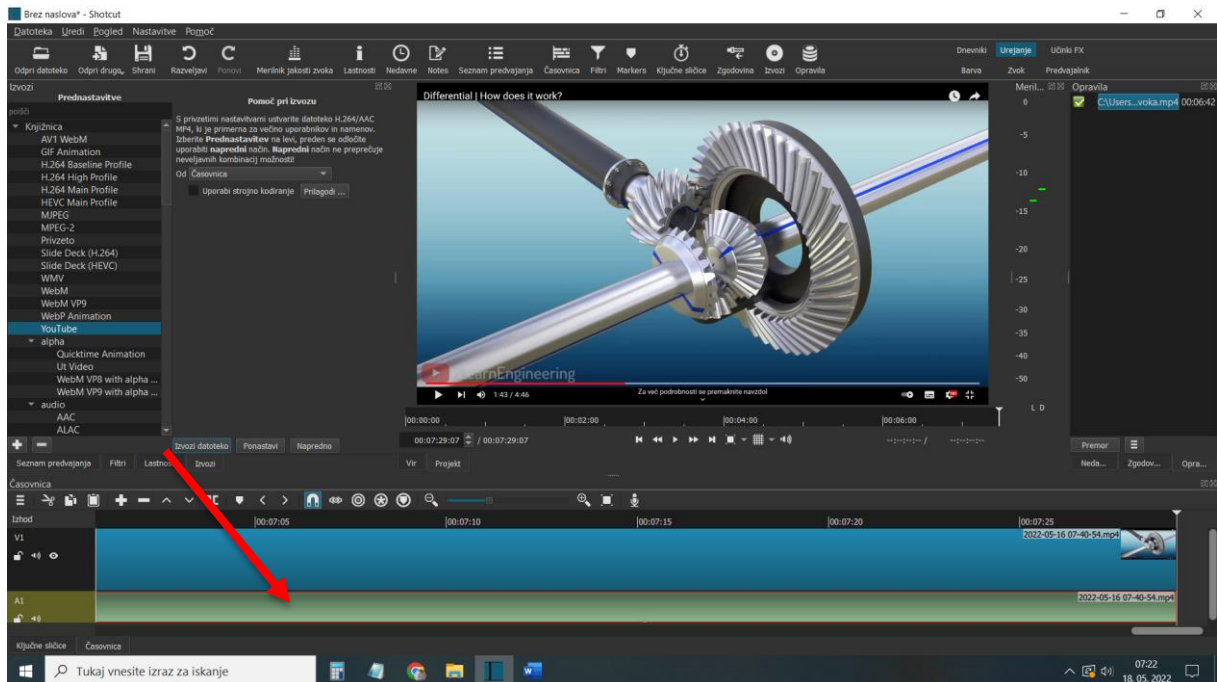 Brez naslova* - Shotcut
Datoteka Uredi Pogled Nastavitve Pomoč
Odpri datoteko Odpri drugo, Shrani Razveljavi Ponovi Merilnik jakosti zvoka Lastnosti Nedavne Notes Seznam predvajanja Časovnica Filtri Markers Ključne sličice Zgodovina Izvozi Opravila
Dnevniki Urejanje Učinki FX
Barva Zvok Predvajalnik
Izvozi
Prednastavitve
Knjižnica
AV1 WebM
GIF Animation
H.264 Baseline Profile
H.264 High Profile
H.264 Main Profile
HEVC Main Profile
MJPEG
MPEG-2
Privzeto
Slide Deck (H.264)
Slide Deck (HEVC)
WMV
WebM
WebM VP9
WebP Animation
YouTube
alpha
Quicktime Animation
Ut Video
WebM VP8 with alpha ...
WebM VP9 with alpha ...
audio
AAC
ALAC
Pomoč pri izvozu
S privzetimi nastavitvami ustvarite datoteko H.264/AAC
MP4, ki je primerna za večino uporabnikov in namenov.
Izberite Prednastavitev na levi, preden se odločite
uporabiti napredni način. Napredni način ne preprečuje
neveljavnih kombinacij možnosti!
Od Časovnica
Uporabi strojno kodiranje Prilagodi ...
Izvozi datoteko Ponastavi Napredno
Seznam predvajanja Filtri Izvozi
Differential | How does it work?
LearnEngineering
1:43 / 4:46
Za več podrobnosti se premaknite navzdol
00:00:00 00:02:00 00:04:00 00:06:00
00:07:29:07 / 00:07:29:07 --:--:--:-- / --:--:--:--
Vir Projekt
Meril...
0
-5
-10
-15
-20
-25
-30
-35
-40
-50
L D
Opravila
C:\Users...voka.mp4 00:06:42
Premor
Neda... Zgodov... Opra...
Časovnica
Izhod
00:07:05 00:07:10 00:07:15 00:07:20 00:07:25
V1
2022-05-16 07-40-54.mp4
A1
2022-05-16 07-40-54.mp4
Ključne sličice Časovnica
Tukaj vnesite izraz za iskanje
07:22
18. 05. 2022